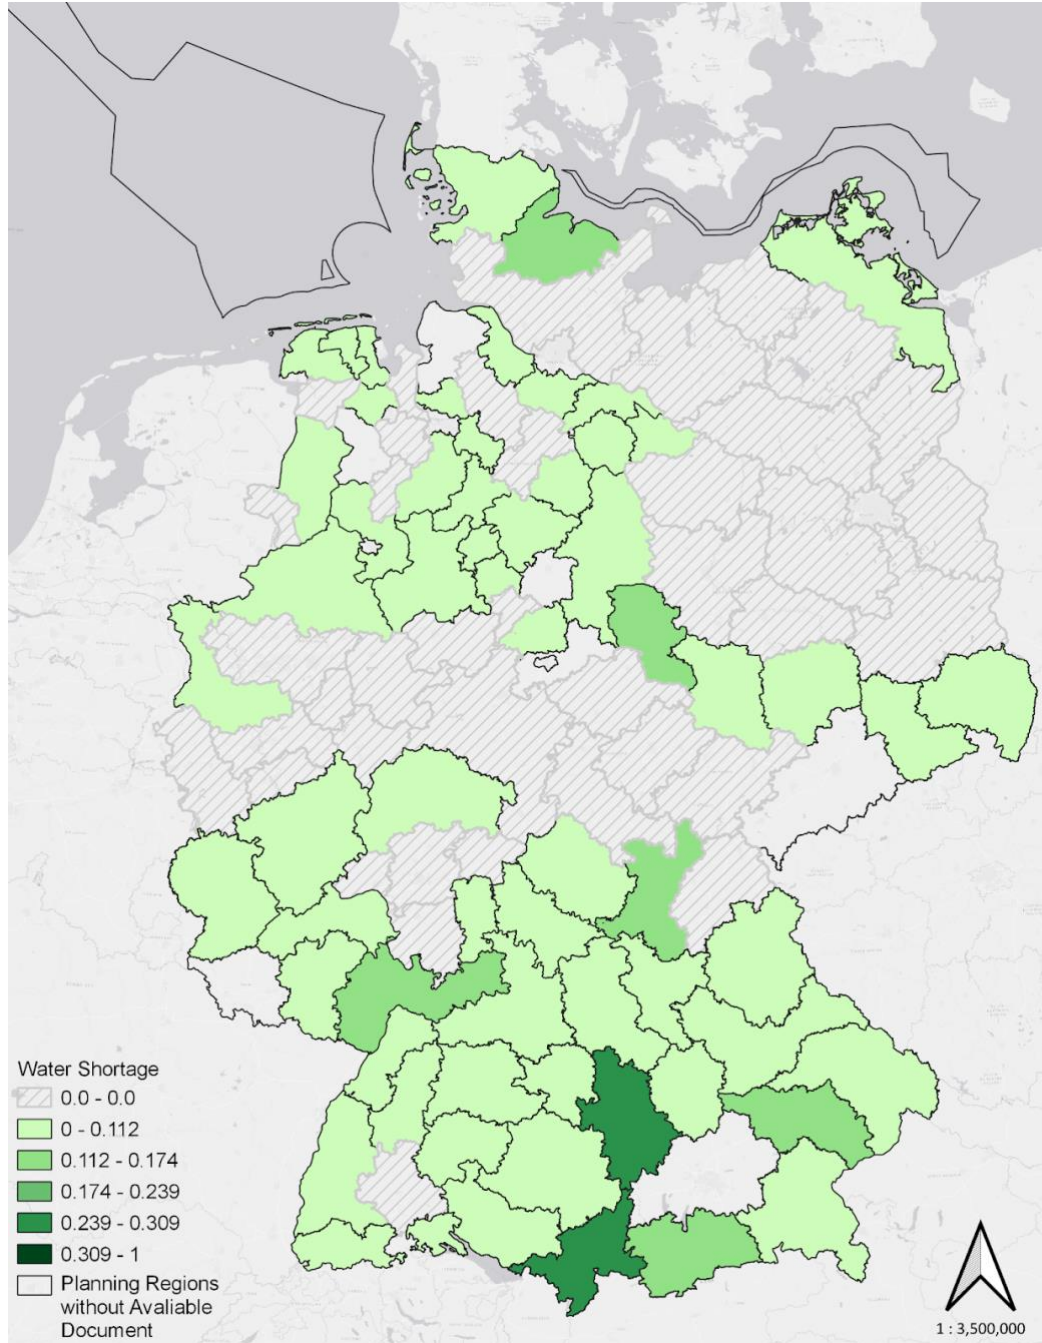 Water Shortage
0.0 - 0.0
0 - 0.112
0.112 - 0.174
0.174 - 0.239
0.239 - 0.309
0.309 - 1
Planning Regions
without Avaliable
Document
1 : 3,500,000